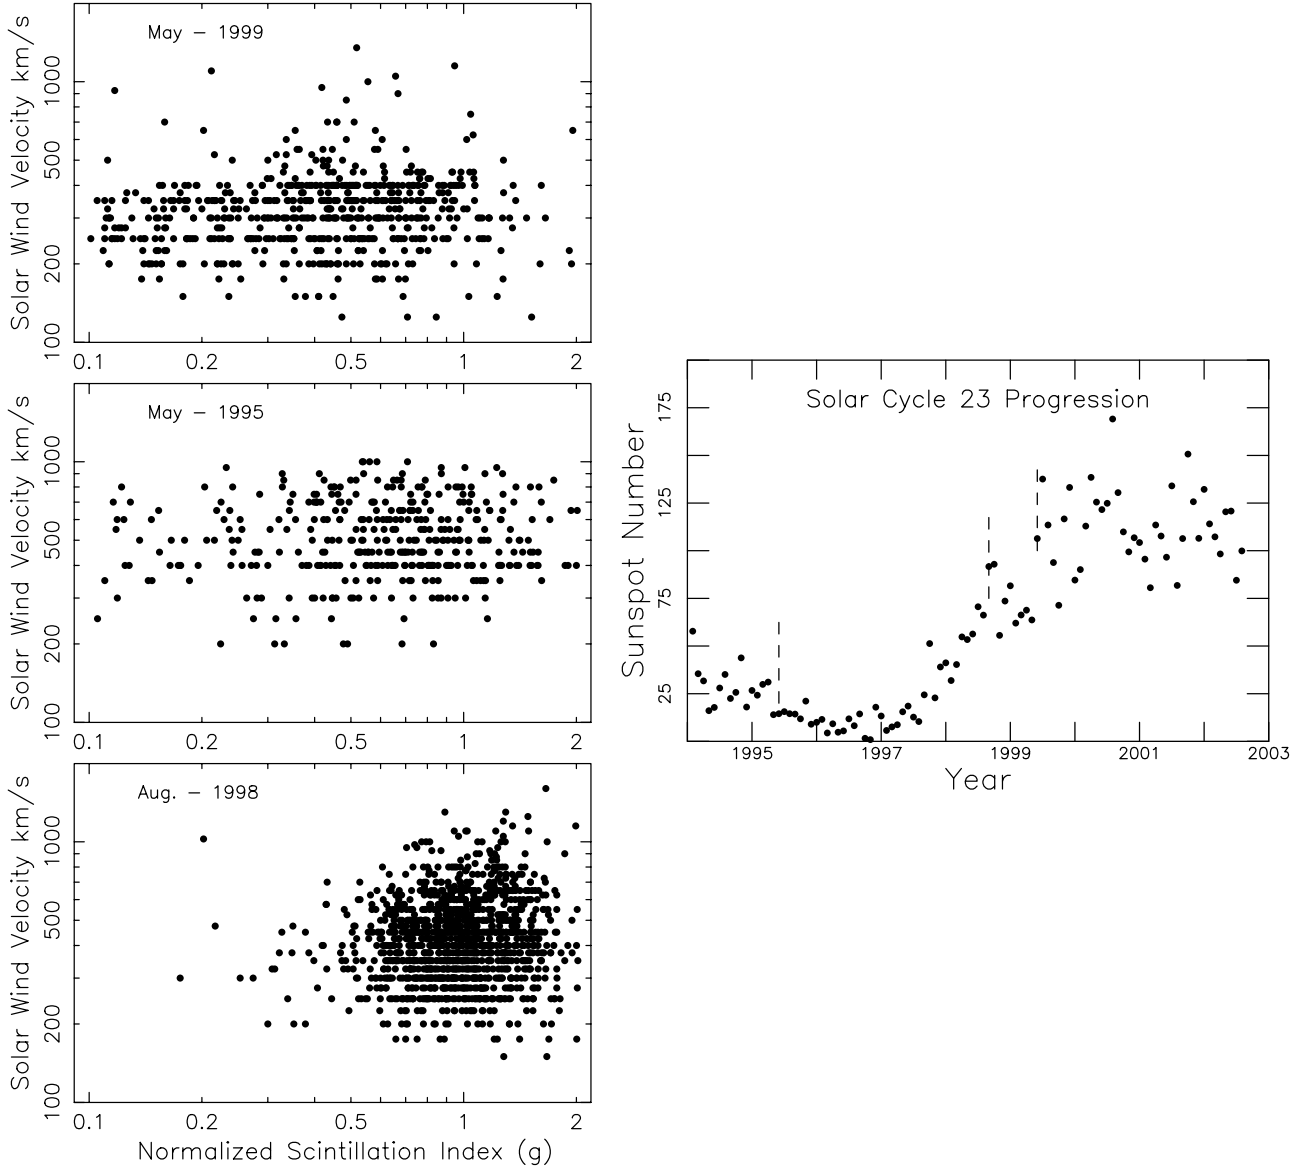 Solar Wind Velocity km/s
May – 1999
1000
500
200
100
0.1 0.2 0.5 1 2
Solar Wind Velocity km/s
May – 1995
1000
500
200
100
0.1 0.2 0.5 1 2
Solar Wind Velocity km/s
Aug. – 1998
1000
500
200
100
0.1 0.2 0.5 1 2
Normalized Scintillation Index (g)
Solar Cycle 23 Progression
Sunspot Number
175
125
75
25
1995 1997 1999 2001 2003
Year